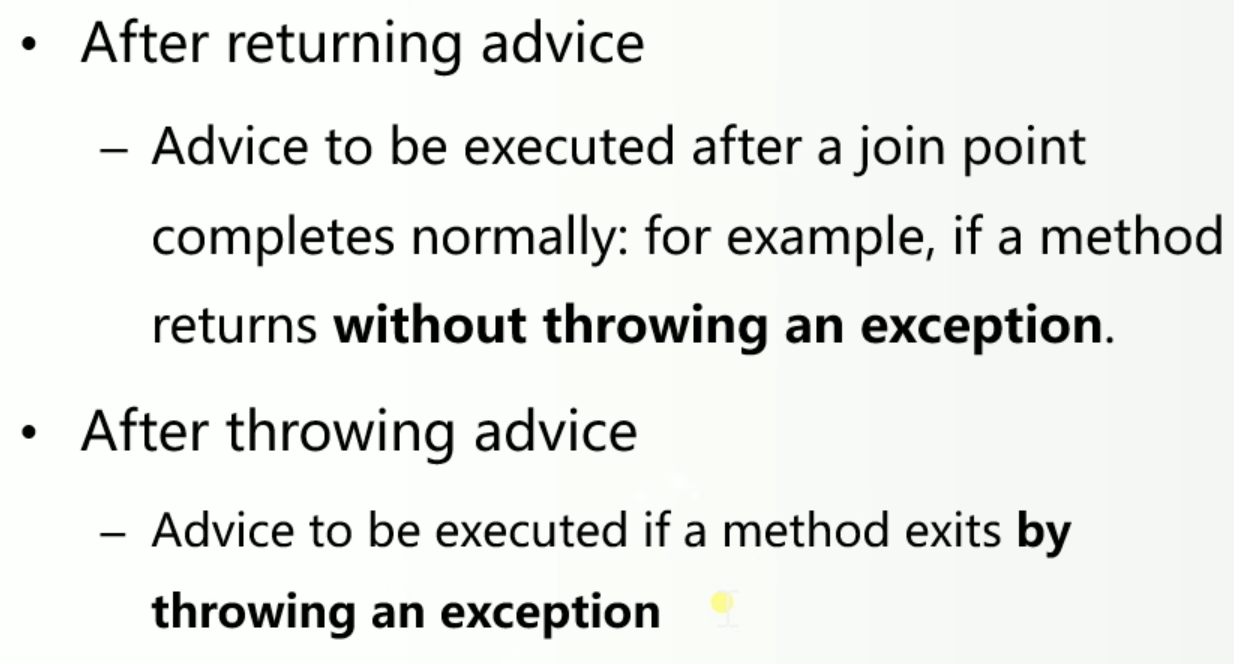 • After returning advice
– Advice to be executed after a join point
completes normally: for example, if a method
returns without throwing an exception.
• After throwing advice
– Advice to be executed if a method exits by
throwing an exception